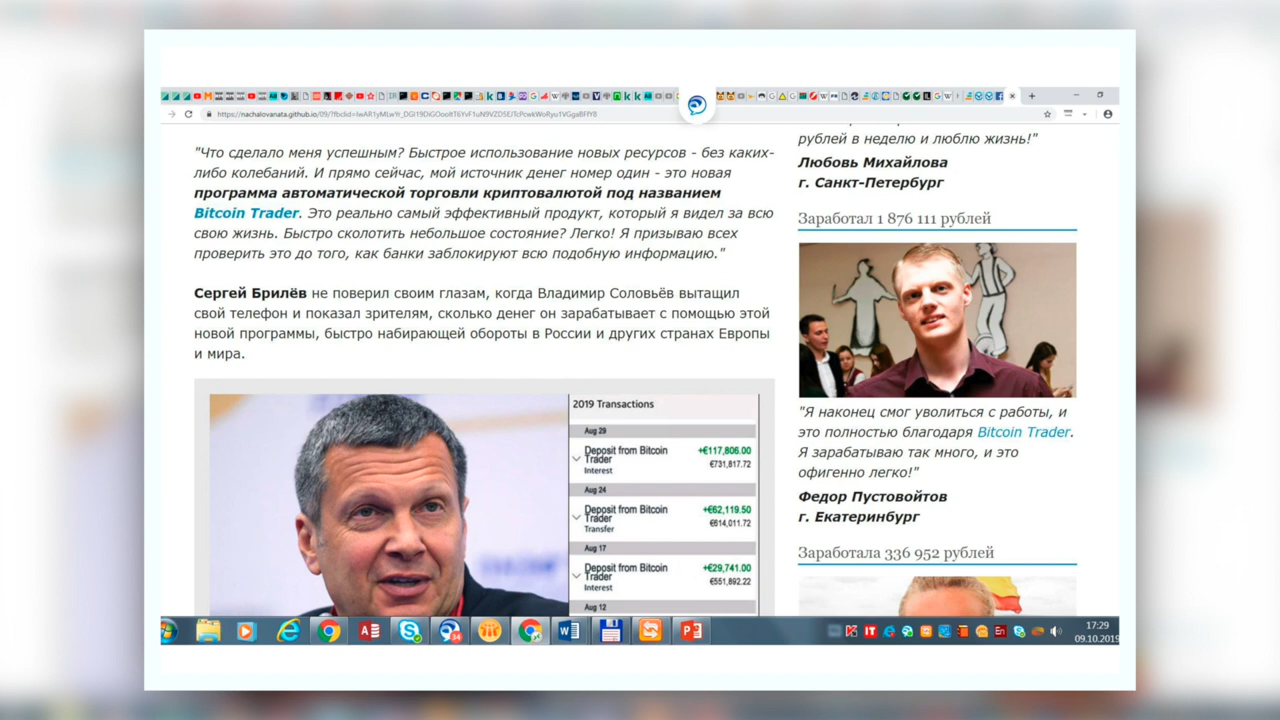 https://nachalovanata.github.io/09/?fbclid=IwAR1yMLwYr_DGI19DiGOooltT6YvF1uN9VZD5EJTcPcwkWoRyu1VGgaBFfY8
"Что сделало меня успешным? Быстрое использование новых ресурсов - без каких-
либо колебаний. И прямо сейчас, мой источник денег номер один - это новая
программа автоматической торговли криптовалютой под названием
Bitcoin Trader. Это реально самый эффективный продукт, который я видел за всю
свою жизнь. Быстро сколотить небольшое состояние? Легко! Я призываю всех
проверить это до того, как банки заблокируют всю подобную информацию."
Сергей Брилёв не поверил своим глазам, когда Владимир Соловьёв вытащил
свой телефон и показал зрителям, сколько денег он зарабатывает с помощью этой
новой программы, быстро набирающей обороты в России и других странах Европы
и мира.
2019 Transactions
Aug 29
Deposit from Bitcoin +€117,806.00
Trader €731,817.72
Interest
Aug 24
Deposit from Bitcoin +€62,119.50
Trader €614,011.72
Transfer
Aug 17
Deposit from Bitcoin +€29,741.00
Trader €551,892.22
Interest
Aug 12
рублей в неделю и люблю жизнь!"
Любовь Михайлова
г. Санкт-Петербург
Заработал 1 876 111 рублей
"Я наконец смог уволиться с работы, и
это полностью благодаря Bitcoin Trader.
Я зарабатываю так много, и это
офигенно легко!"
Федор Пустовойтов
г. Екатеринбург
Заработала 336 952 рублей
17:29
09.10.2019